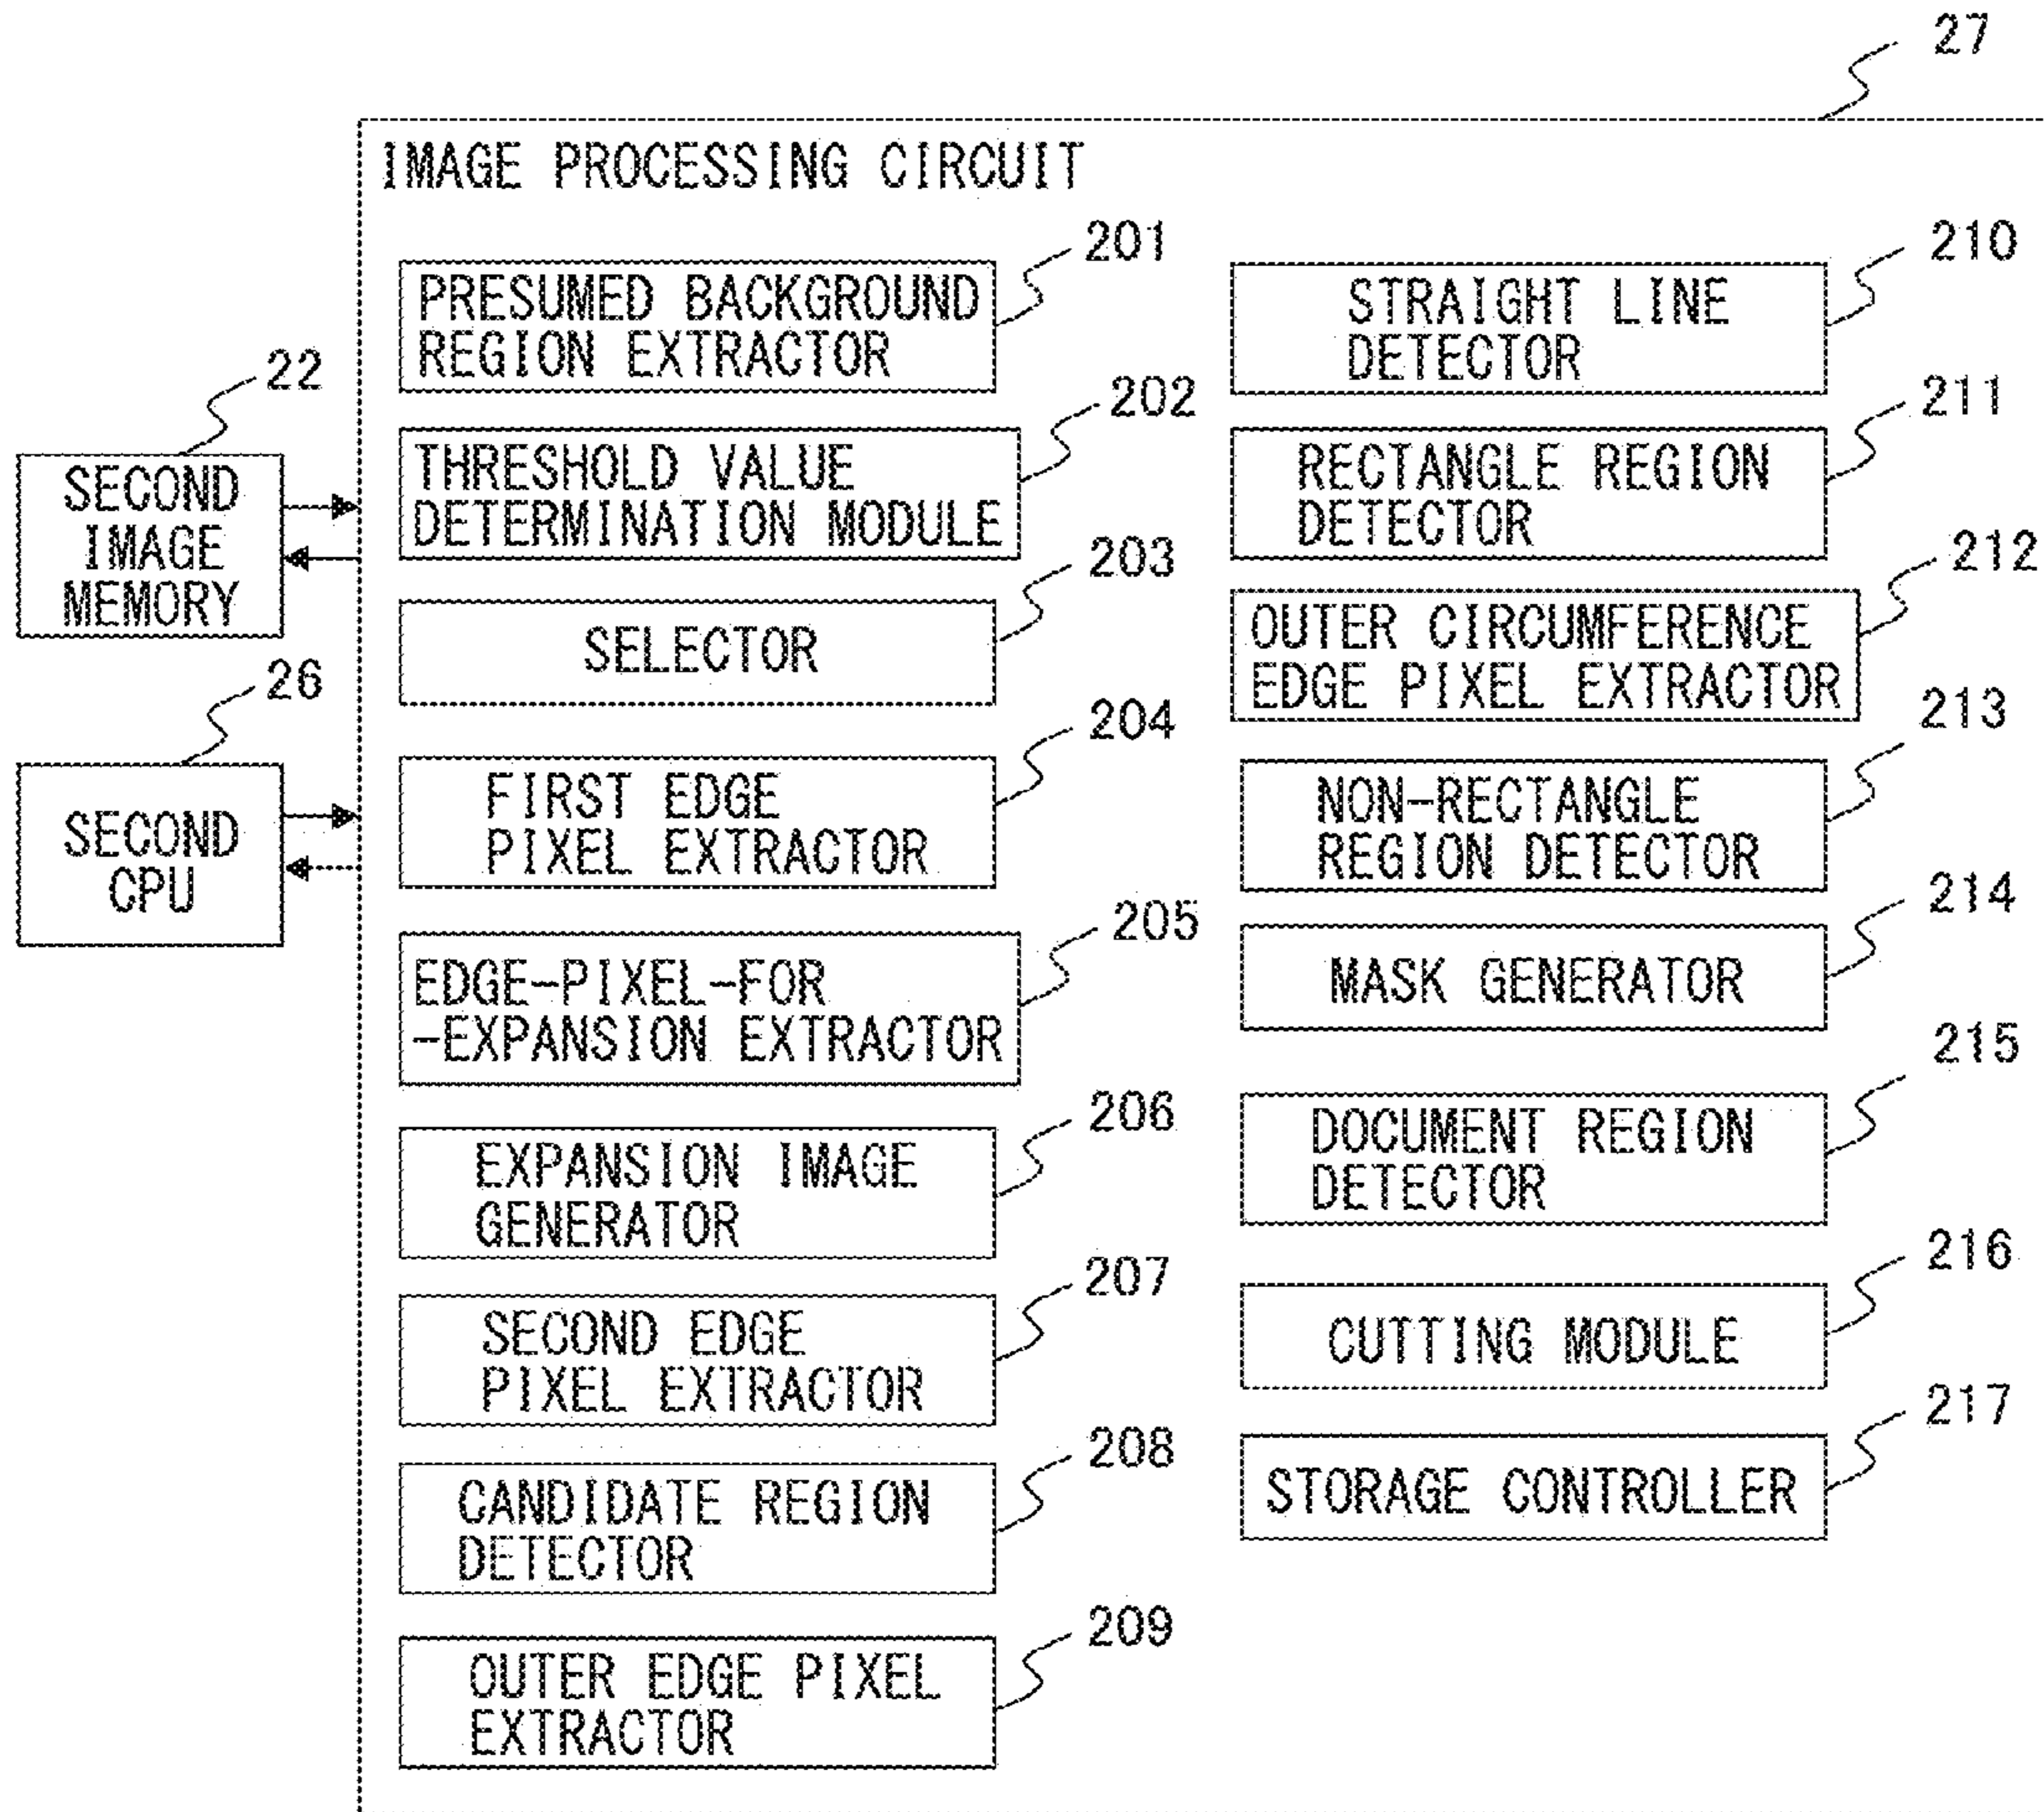 27
IMAGE PROCESSING CIRCUIT
22
SECOND
IMAGE
MEMORY
26
SECOND
CPU
201
PRESUMED BACKGROUND
REGION EXTRACTOR
202
THRESHOLD VALUE
DETERMINATION MODULE
203
SELECTOR
204
FIRST EDGE
PIXEL EXTRACTOR
205
EDGE-PIXEL-FOR
-EXPANSION EXTRACTOR
206
EXPANSION IMAGE
GENERATOR
207
SECOND EDGE
PIXEL EXTRACTOR
208
CANDIDATE REGION
DETECTOR
209
OUTER EDGE PIXEL
EXTRACTOR
210
STRAIGHT LINE
DETECTOR
211
RECTANGLE REGION
DETECTOR
212
OUTER CIRCUMFERENCE
EDGE PIXEL EXTRACTOR
213
NON-RECTANGLE
REGION DETECTOR
214
MASK GENERATOR
215
DOCUMENT REGION
DETECTOR
216
CUTTING MODULE
217
STORAGE CONTROLLER